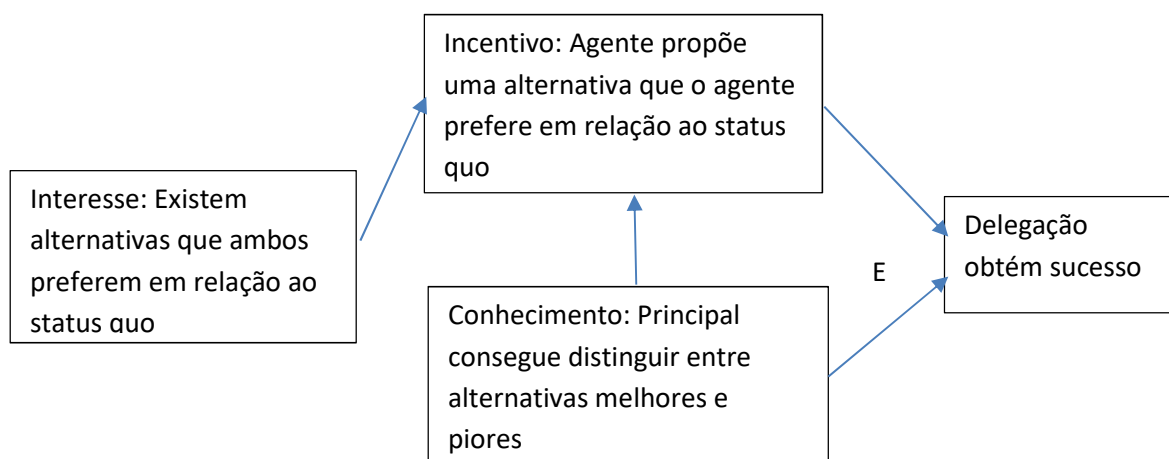 Incentivo: Agente propõe
uma alternativa que o agente
prefere em relação ao status
quo
Interesse: Existem
alternativas que ambos
preferem em relação ao
status quo
Delegação
obtém sucesso
E
Conhecimento: Principal
consegue distinguir entre
alternativas melhores e
piores